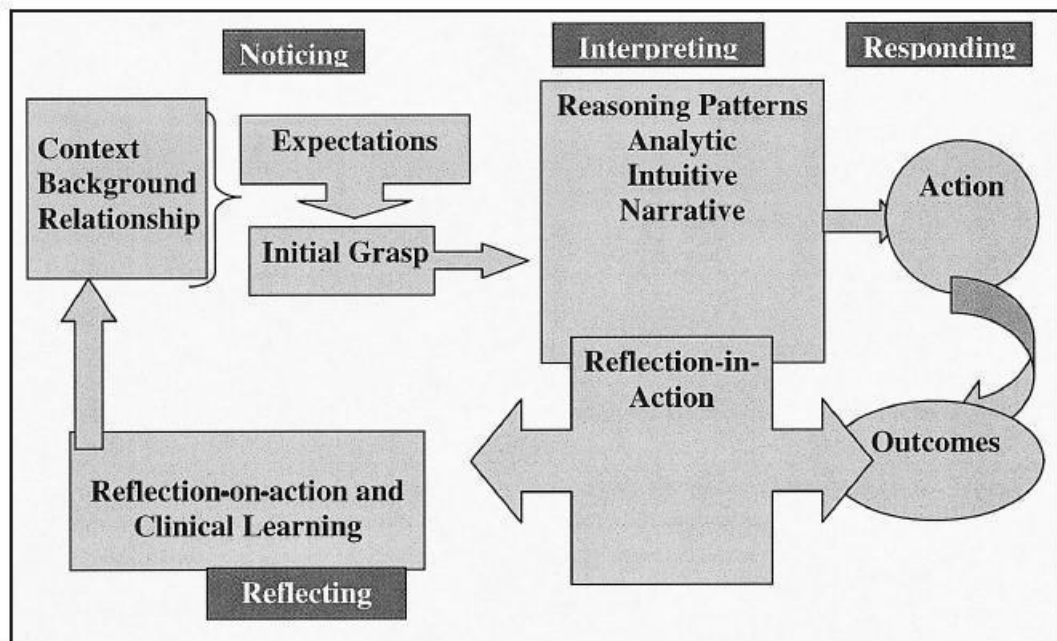 Noticing
Interpreting
Responding
Context
Background
Relationship
Expectations
Initial Grasp
Reasoning Patterns
Analytic
Intuitive
Narrative
Action
Reflection-in-
Action
Outcomes
Reflection-on-action and
Clinical Learning
Reflecting